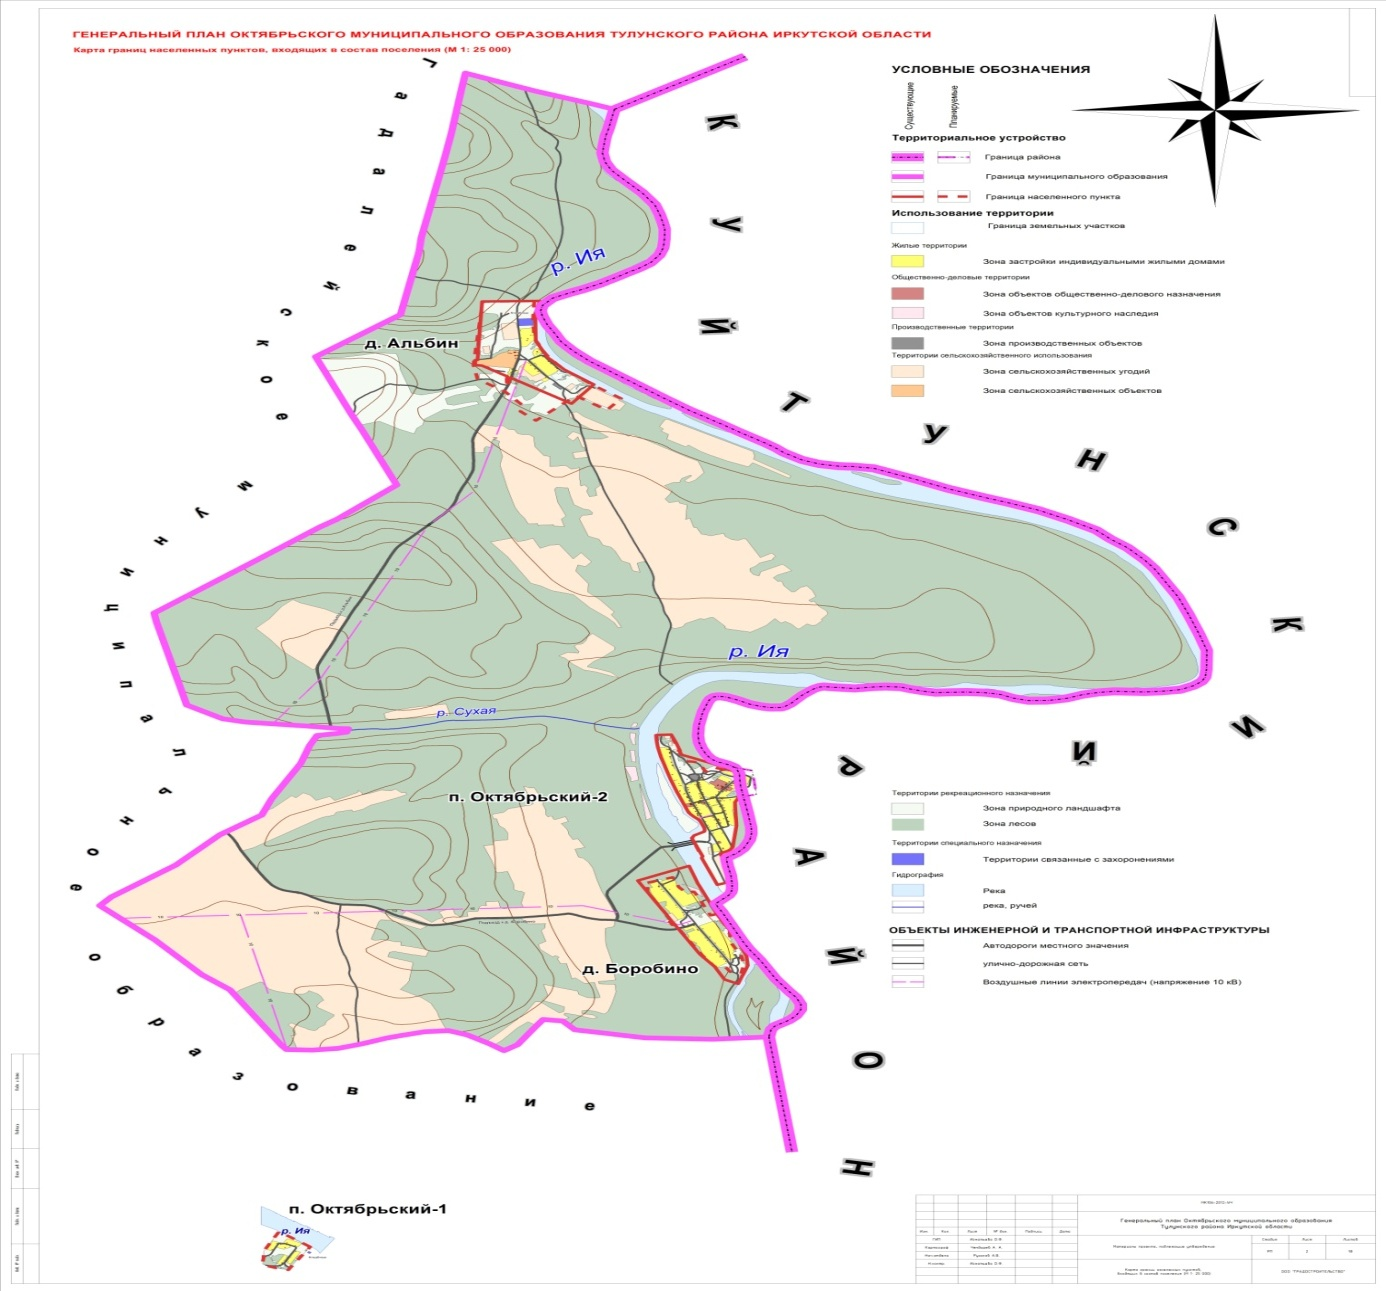 ГЕНЕРАЛЬНЫЙ ПЛАН ОКТЯБРЬСКОГО МУНИЦИПАЛЬНОГО ОБРАЗОВАНИЯ ТУЛУНСКОГО РАЙОНА ИРКУТСКОЙ ОБЛАСТИ
Карта границ населенных пунктов, входящих в состав поселения (М 1: 25 000)
УСЛОВНЫЕ ОБОЗНАЧЕНИЯ
Существующие
Планируемые
Территориальное устройство
Граница района
Граница муниципального образования
Граница населенного пункта
Использование территории
Граница земельных участков
Жилые территории
Зона застройки индивидуальными жилыми домами
Общественно-деловые территории
Зона объектов общественно-делового назначения
Зона объектов культурного наследия
Производственные территории
Зона производственных объектов
Территории сельскохозяйственного использования
Зона сельскохозяйственных угодий
Зона сельскохозяйственных объектов
Гадалейское муниципальное образование
КУЙТУНСКИЙ РАЙОН
р. Ия
д. Альбин
р. Ия
р. Сухая
п. Октябрьский-2
д. Боробино
Территории рекреационного назначения
Зона природного ландшафта
Зона лесов
Территории специального назначения
Территории связанные с захоронениями
Гидрография
Река
река, ручей
ОБЪЕКТЫ ИНЖЕНЕРНОЙ И ТРАНСПОРТНОЙ ИНФРАСТРУКТУРЫ
Автодороги местного значения
улично-дорожная сеть
Воздушные линии электропередач (напряжение 10 кВ)
п. Октябрьский-1
р. Ия
Генеральный план Октябрьского муниципального образования
Тулунского района Иркутской области
Стадия Лист Листов
ООО "ГРАДОСТРОИТЕЛЬСТВО"